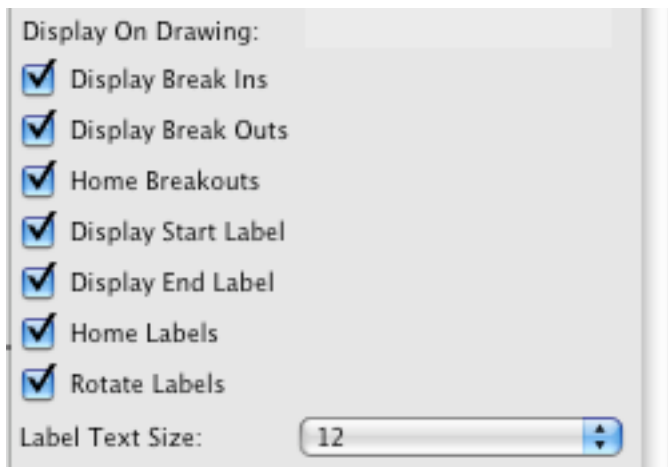 Display On Drawing:
Display Break Ins
Display Break Outs
Home Breakouts
Display Start Label
Display End Label
Home Labels
Rotate Labels
Label Text Size: 12